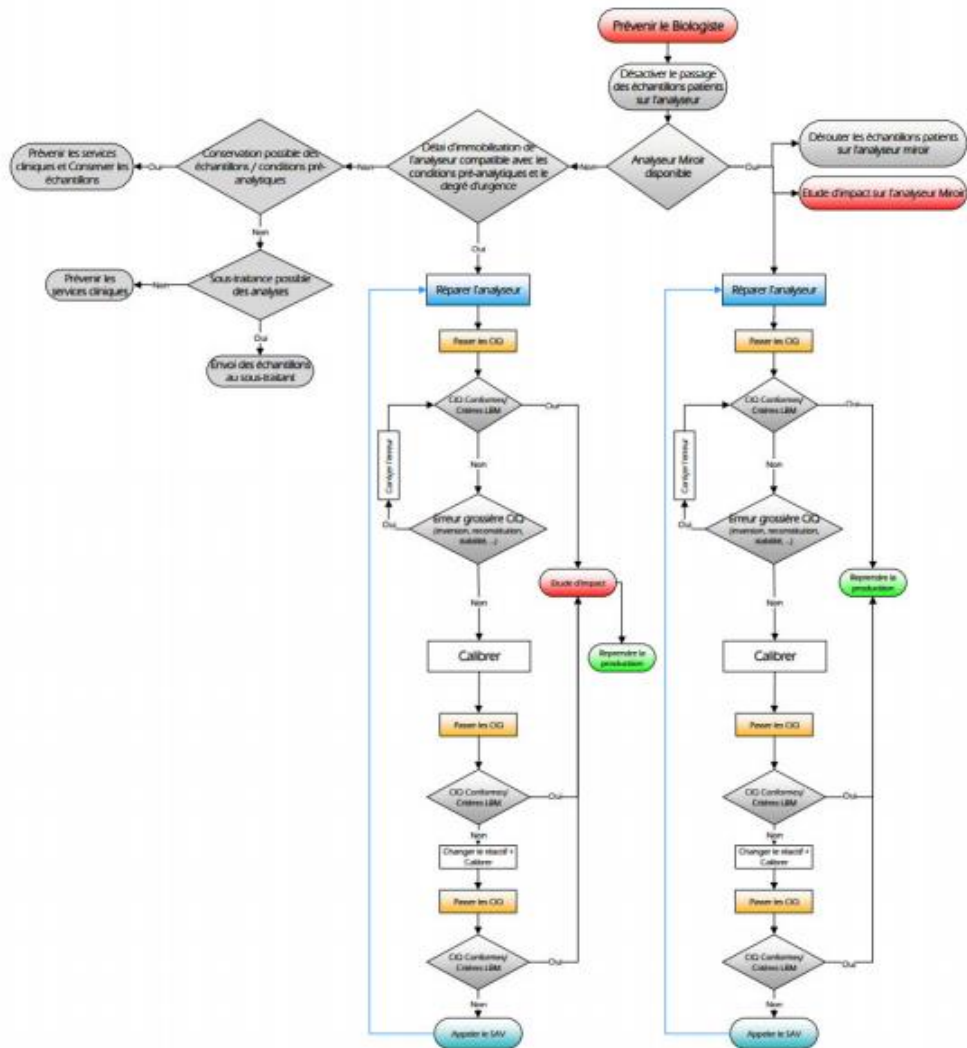 Prévenir le Biologiste
Désactiver le passage
des échantillons patients
sur l'analyseur
Analyseur Miroir
disponible
Oui
Dérouter les échantillons patients
sur l'analyseur miroir
Etude d'impact sur l'analyseur Miroir
Non
Délai d'immobilisation de
l'analyseur compatible avec les
conditions pré-analytiques et le
degré d'urgence
Non
Conservation possible des
échantillons / conditions pré-
analytiques
Oui
Prévenir les services
cliniques et Conserver les
échantillons
Non
Sous-traitance possible
des analyses
Non
Prévenir les
services cliniques
Oui
Envoi des échantillons
au sous-traitant
Oui
Réparer l'analyseur
Passer les CIQ
CIQ Conformes/
Critères LBM
Oui
Non
Corriger l'erreur
Oui
Erreur grossière CIQ
(inversion, reconstitution,
stabilité, ...)
Non
Etude d'impact
Reprendre la
production
Calibrer
Passer les CIQ
CIQ Conformes/
Critères LBM
Oui
Non
Changer le réactif +
Calibrer
Passer les CIQ
CIQ Conformes/
Critères LBM
Oui
Non
Appeler le SAV
Réparer l'analyseur
Passer les CIQ
CIQ Conformes/
Critères LBM
Oui
Non
Corriger l'erreur
Oui
Erreur grossière CIQ
(inversion, reconstitution,
stabilité, ...)
Non
Reprendre la
production
Calibrer
Passer les CIQ
CIQ Conformes/
Critères LBM
Oui
Non
Changer le réactif +
Calibrer
Passer les CIQ
CIQ Conformes/
Critères LBM
Oui
Non
Appeler le SAV